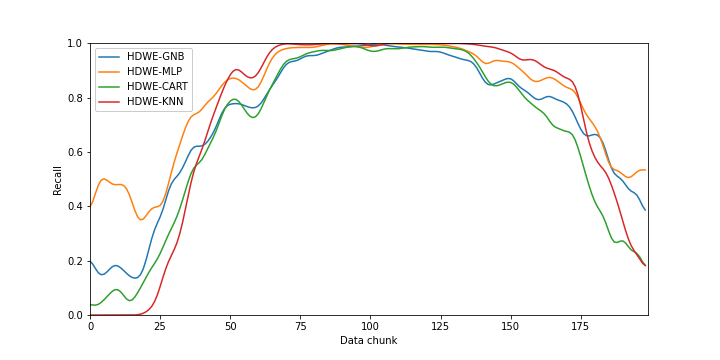 1.0
0.8
0.6
0.4
0.2
0.0
Recall
HDWE-GNB
HDWE-MLP
HDWE-CART
HDWE-KNN
0 25 50 75 100 125 150 175
Data chunk